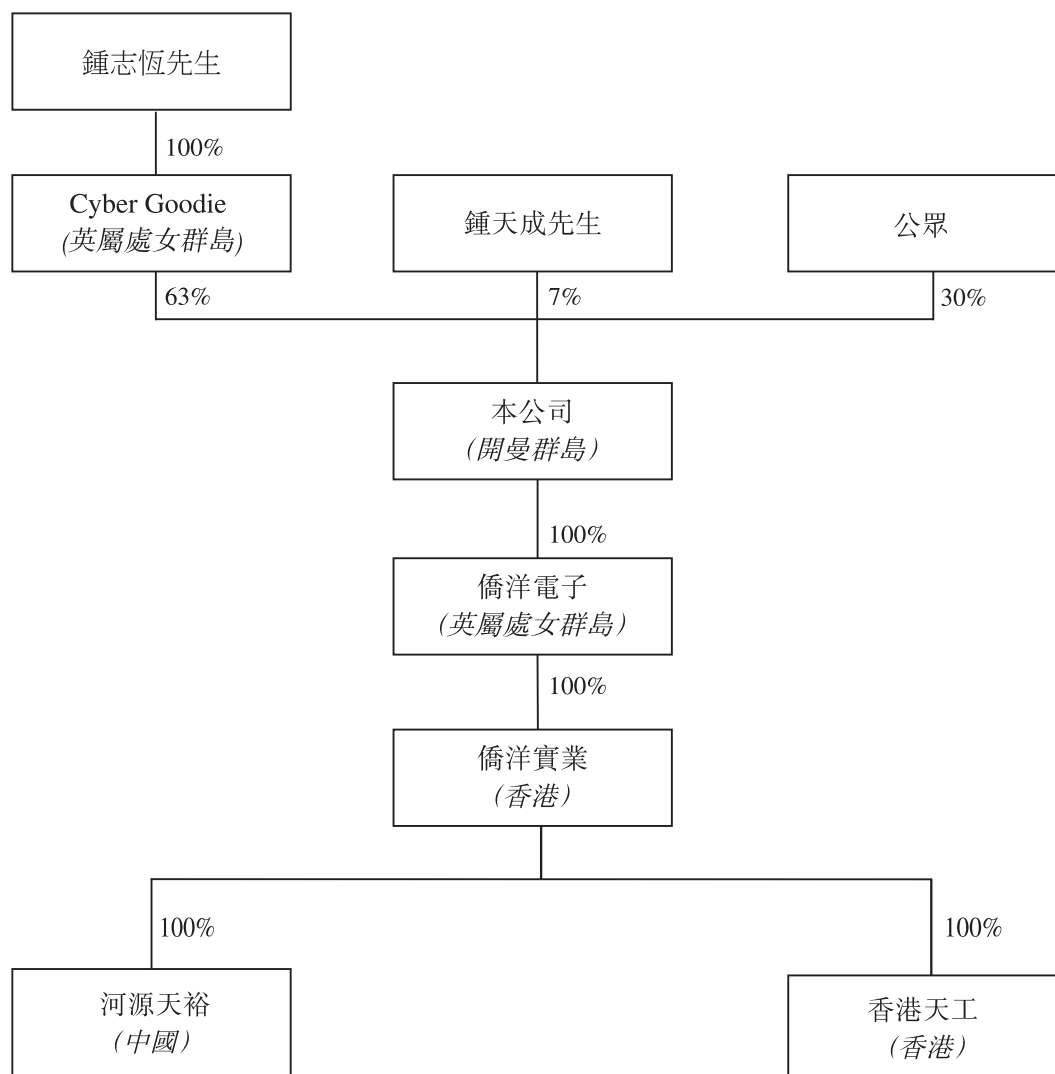 鍾志恆先生
100%
Cyber Goodie
(英屬處女群島)
鍾天成先生
公眾
63%
7%
30%
本公司
（開曼群島）
100%
僑洋電子
（英屬處女群島）
100%
僑洋實業
（香港）
100%
100%
河源天裕
（中國）
香港天工
（香港）